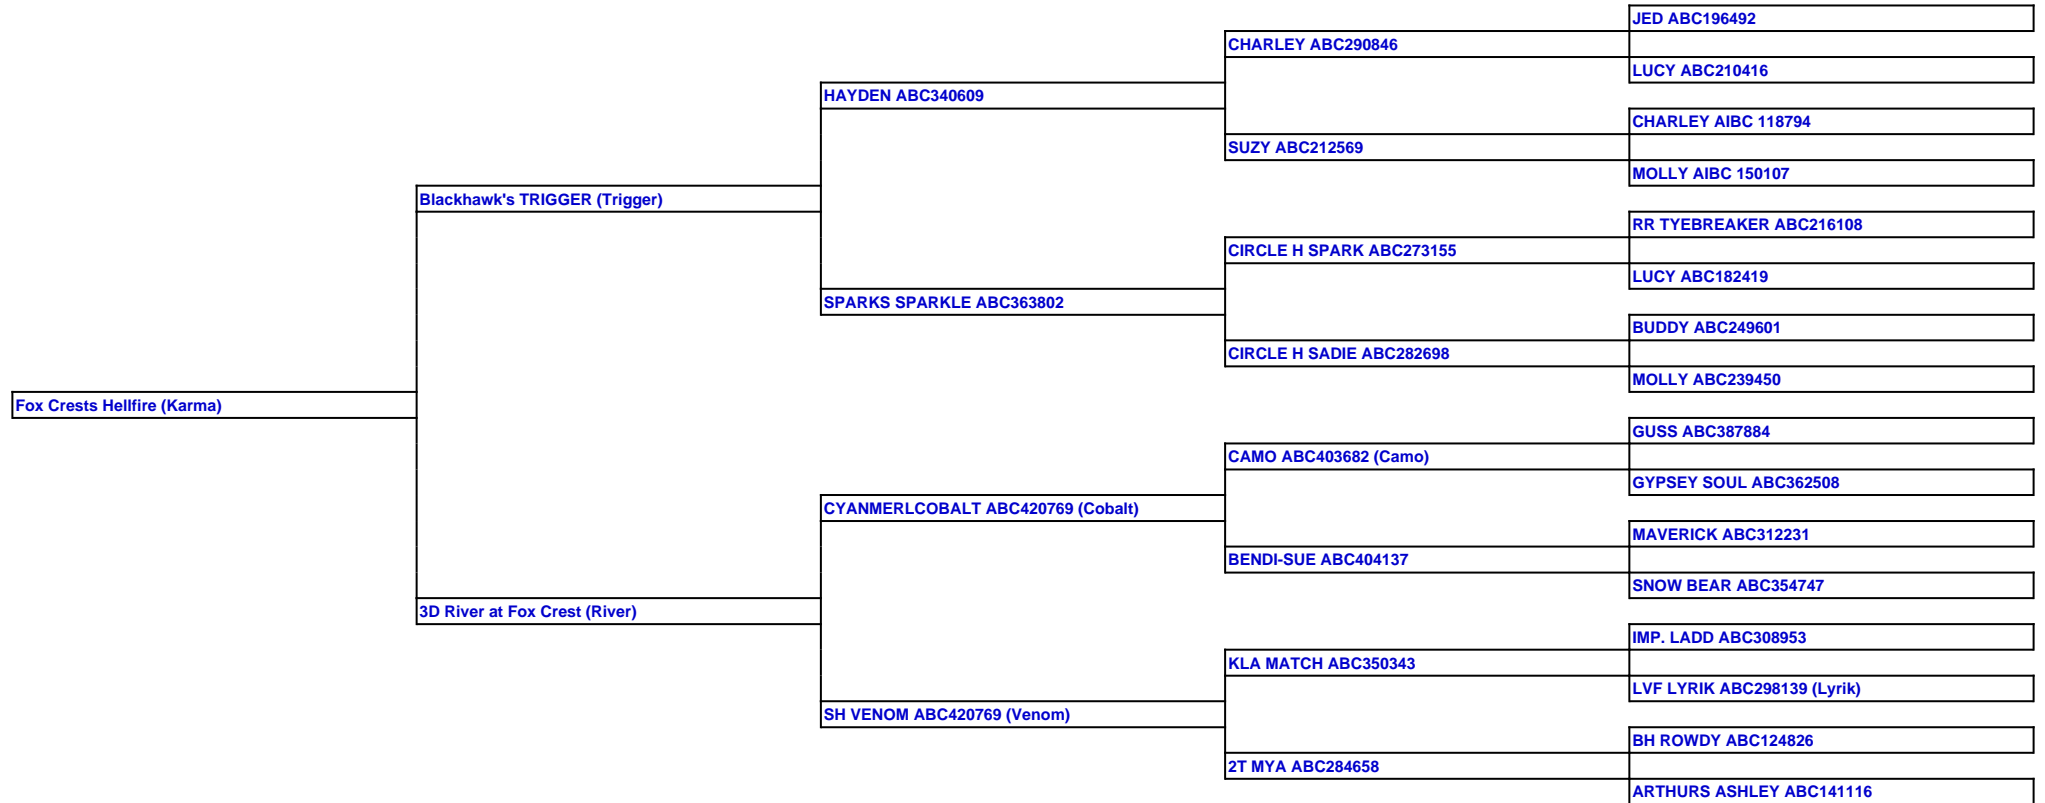 JED ABC196492
CHARLEY ABC290846
LUCY ABC210416
HAYDEN ABC340609
CHARLEY AIBC 118794
SUZY ABC212569
MOLLY AIBC 150107
Blackhawk's TRIGGER (Trigger)
RR TYEBREAKER ABC216108
CIRCLE H SPARK ABC273155
LUCY ABC182419
SPARKS SPARKLE ABC363802
BUDDY ABC249601
CIRCLE H SADIE ABC282698
MOLLY ABC239450
Fox Crests Hellfire (Karma)
GUSS ABC387884
CAMO ABC403682 (Camo)
GYPSEY SOUL ABC362508
CYANMERLCOBALT ABC420769 (Cobalt)
MAVERICK ABC312231
BENDI-SUE ABC404137
SNOW BEAR ABC354747
3D River at Fox Crest (River)
IMP. LADD ABC308953
KLA MATCH ABC350343
LVF LYRIK ABC298139 (Lyrik)
SH VENOM ABC420769 (Venom)
BH ROWDY ABC124826
2T MYA ABC284658
ARTHURS ASHLEY ABC141116